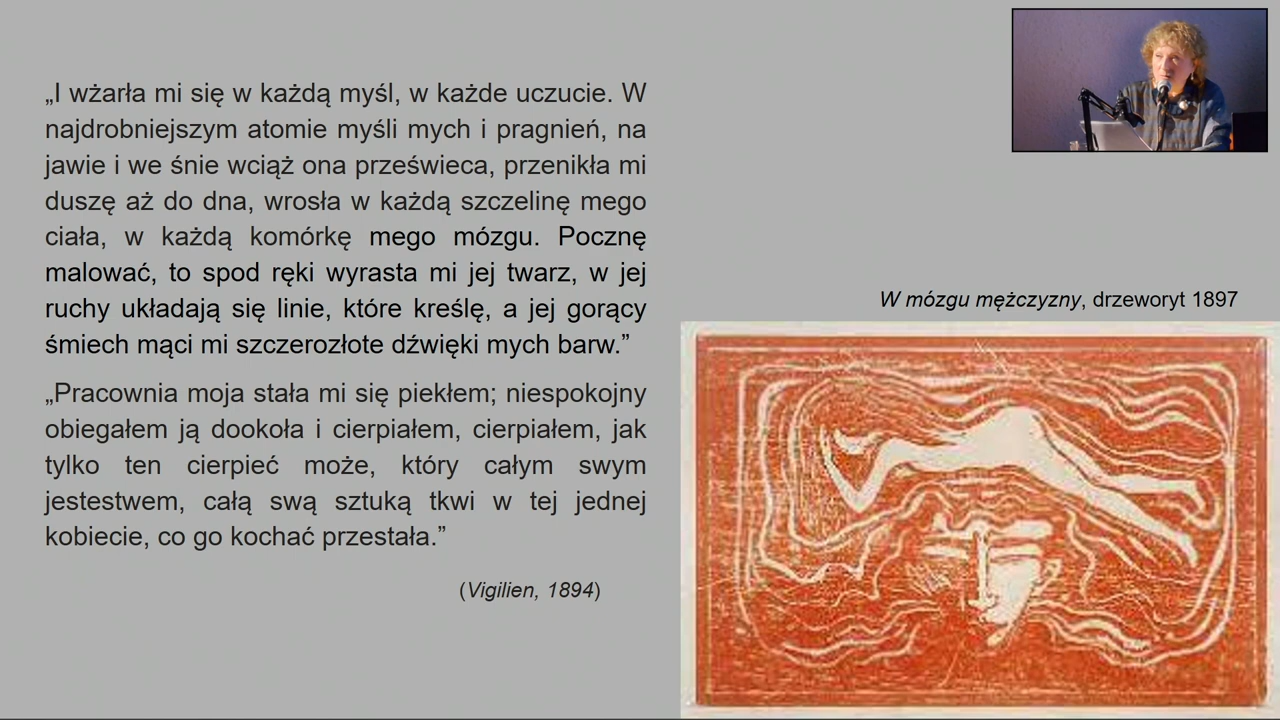 „I wżarła mi się w każdą myśl, w każde uczucie. W
najdrobniejszym atomie myśli mych i pragnień, na
jawie i we śnie wciąż ona prześwieca, przenikła mi
duszę aż do dna, wrosła w każdą szczelinę mego
ciała, w każdą komórkę mego mózgu. Pocznę
malować, to spod ręki wyrasta mi jej twarz, w jej
ruchy układają się linie, które kreślę, a jej gorący
śmiech mąci mi szczerozłote dźwięki mych barw.”
„Pracownia moja stała mi się piekłem; niespokojny
obiegałem ją dookoła i cierpiałem, cierpiałem, jak
tylko ten cierpieć może, który całym swym
jestestwem, całą swą sztuką tkwi w tej jednej
kobiecie, co go kochać przestała.”
(Vigilien, 1894)
W mózgu mężczyzny, drzeworyt 1897